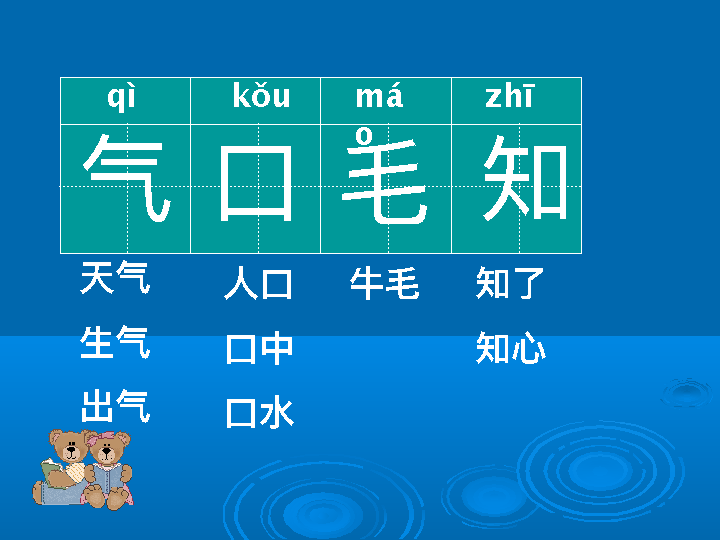 qì kǒu má zhī
o
气 口 毛 知
天气 人口 牛毛 知了
生气 口中 知心
出气 口水